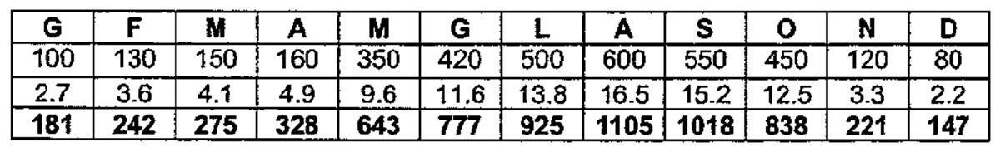 G F M A M G L A S O N D
100 130 150 160 350 420 500 600 550 450 120 80
2.7 3.6 4.1 4.9 9.6 11.6 13.8 16.5 15.2 12.5 3.3 2.2
181 242 275 328 643 777 925 1105 1018 838 221 147